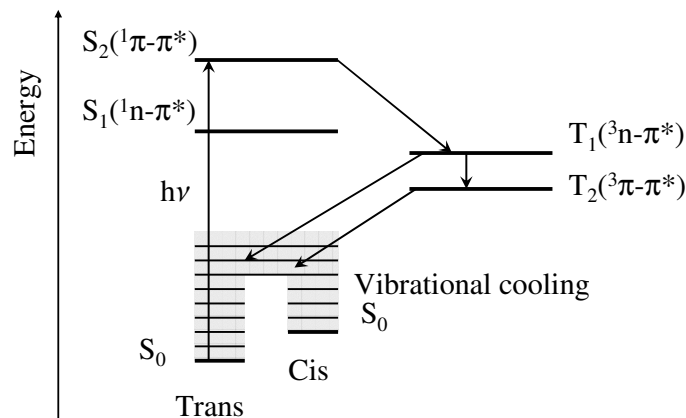 S₂(¹π-π*)
S₁(¹n-π*)
Energy
T₁(³n-π*)
T₂(³π-π*)
hν
Vibrational cooling
S₀
S₀
Cis
Trans